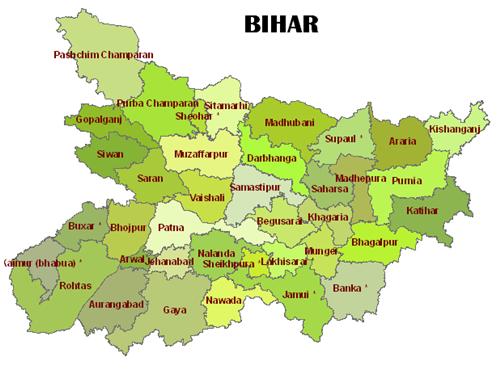 BIHAR
Pashchim Champaran
Purba Champaran
Sitamarhi
Sheohar
Gopalganj
Madhubani
Kishanganj
Supaul
Araria
Siwan
Muzaffarpur
Darbhanga
Saran
Madhepura
Purnia
Vaishali
Samastipur
Saharsa
Katihar
Buxar
Bhojpur
Patna
Begusarai
Khagaria
Bhagalpur
Kaimur (bhabua)
Arwal
Jehanabad
Nalanda
Sheikhpura
Lakhisarai
Munger
Rohtas
Aurangabad
Gaya
Nawada
Jamui
Banka